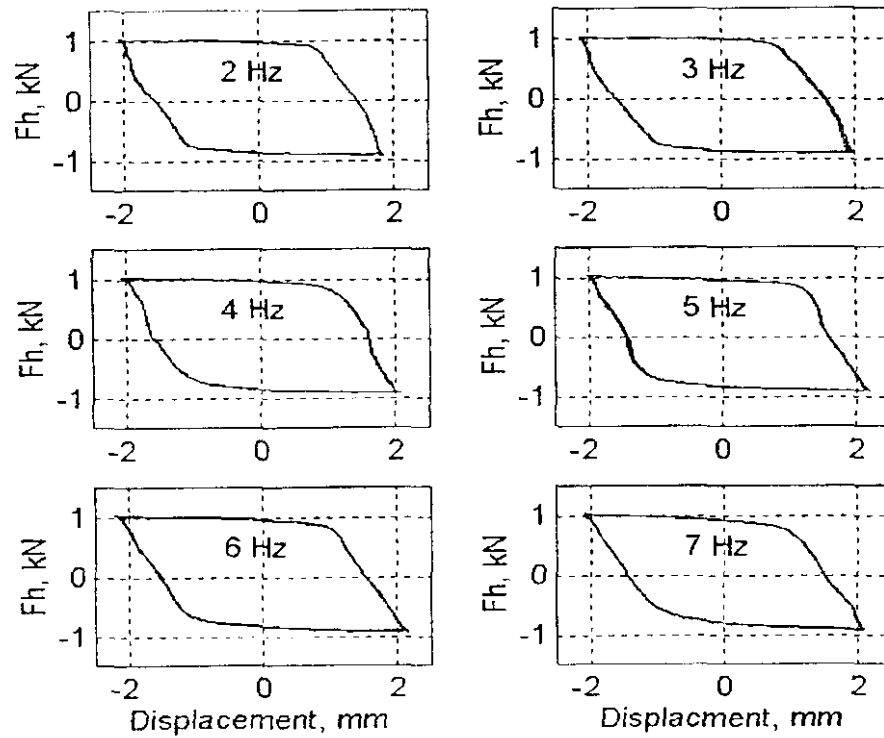 Fh, kN
1
0
-1
2 Hz
-2 0 2
Fh, kN
1
0
-1
3 Hz
-2 0 2
Fh, kN
1
0
-1
4 Hz
-2 0 2
Fh, kN
1
0
-1
5 Hz
-2 0 2
Fh, kN
1
0
-1
6 Hz
-2 0 2
Displacement, mm
Fh, kN
1
0
-1
7 Hz
-2 0 2
Displacment, mm